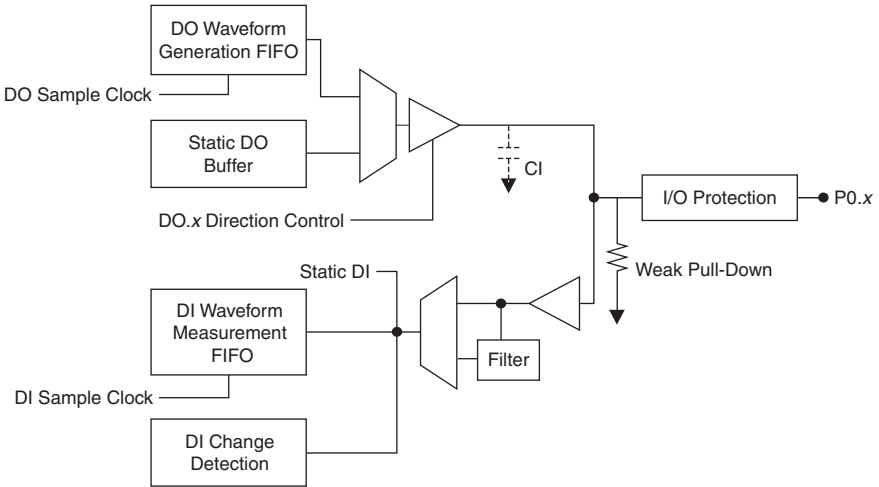 DO Waveform
Generation FIFO
DO Sample Clock
Static DO
Buffer
CI
I/O Protection
P0.x
DO.x Direction Control
Weak Pull-Down
Static DI
DI Waveform
Measurement
FIFO
Filter
DI Sample Clock
DI Change
Detection